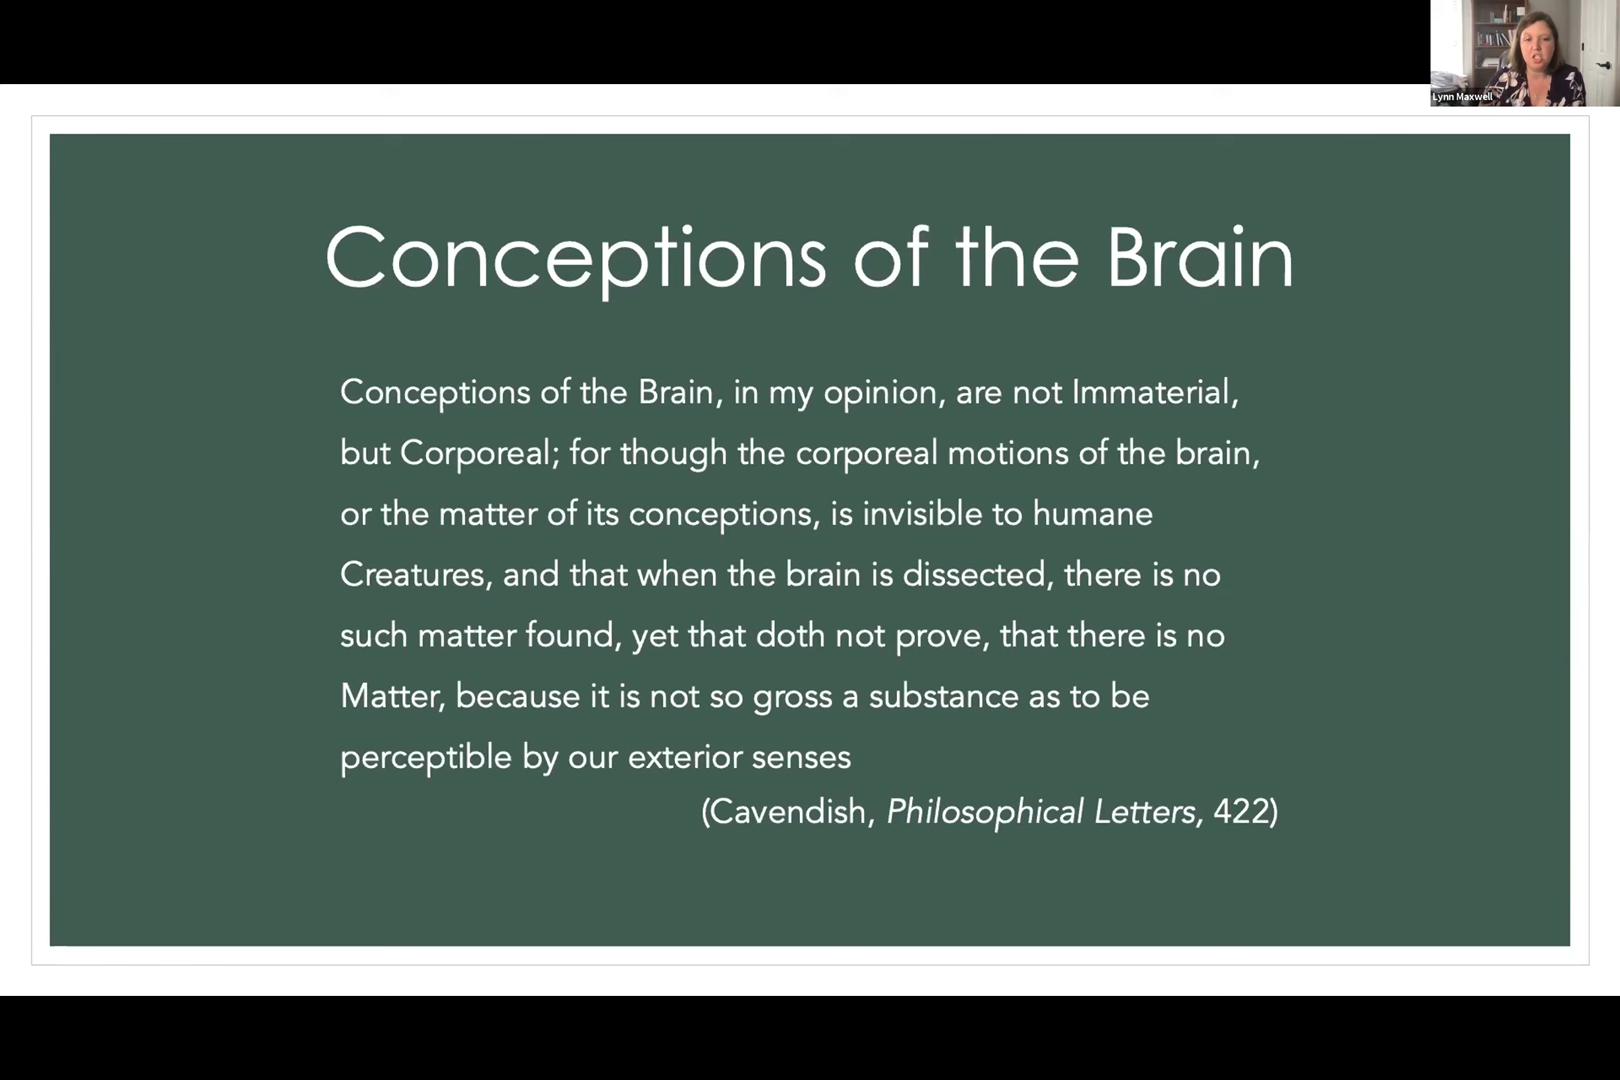 Lynn Maxwell
Conceptions of the Brain
Conceptions of the Brain, in my opinion, are not Immaterial,
but Corporeal; for though the corporeal motions of the brain,
or the matter of its conceptions, is invisible to humane
Creatures, and that when the brain is dissected, there is no
such matter found, yet that doth not prove, that there is no
Matter, because it is not so gross a substance as to be
perceptible by our exterior senses
(Cavendish, Philosophical Letters, 422)